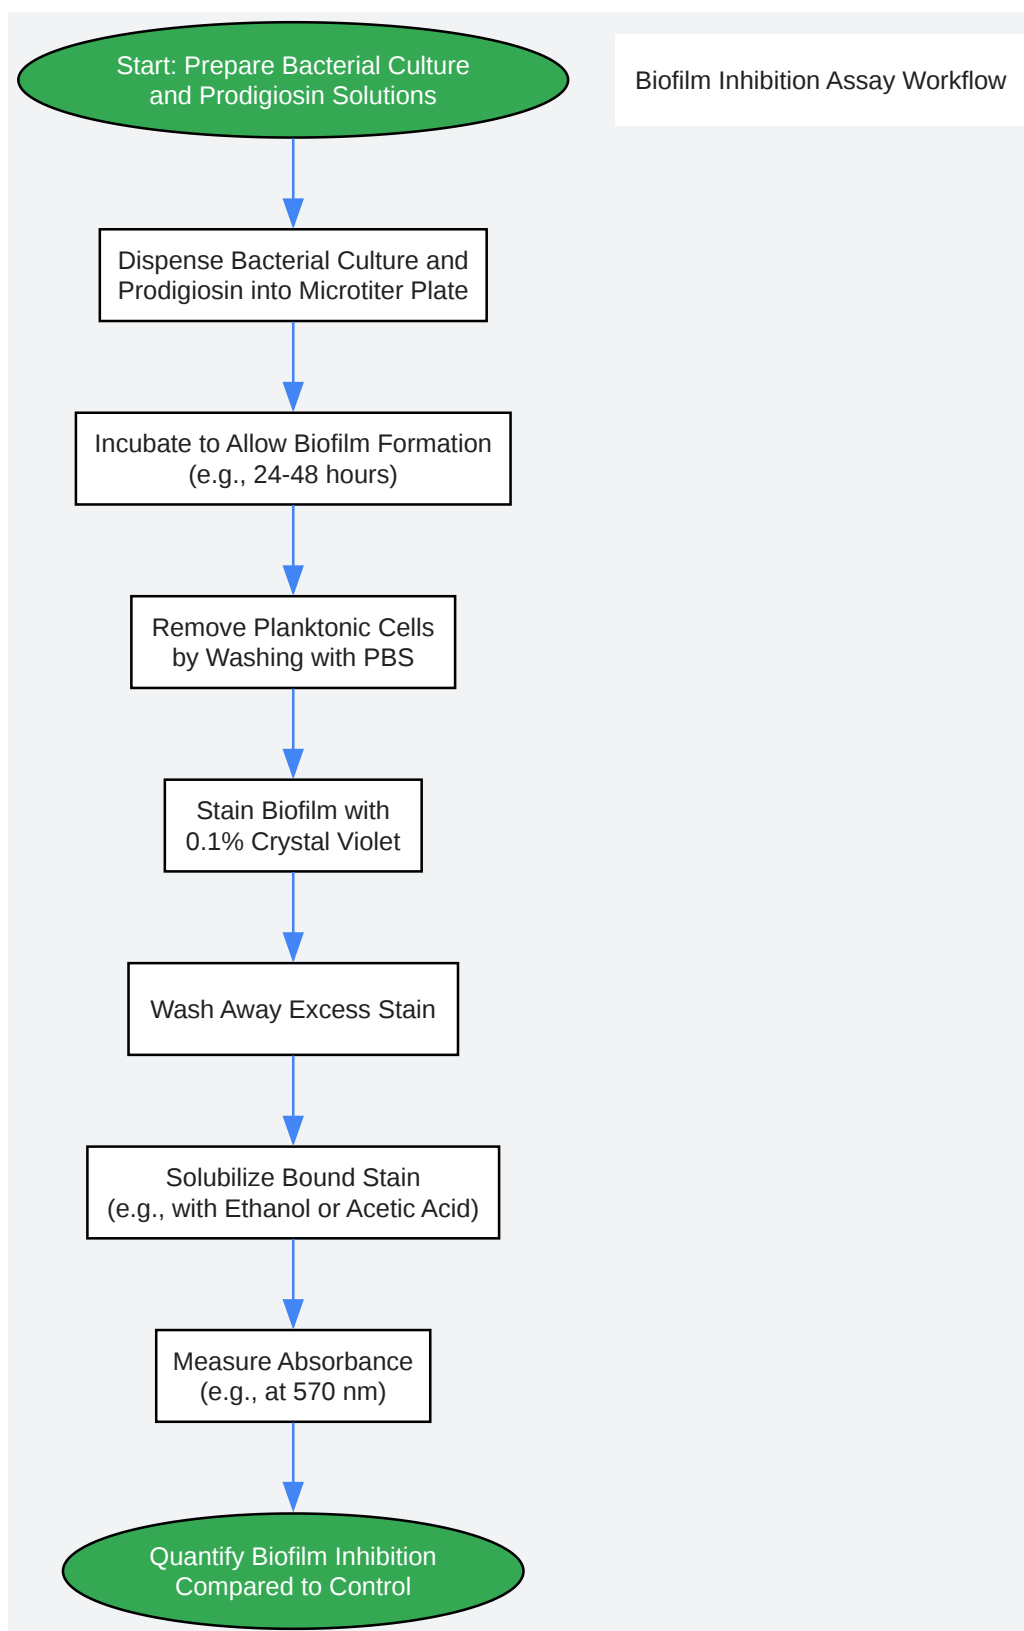 Start: Prepare Bacterial Culture
and Prodigiosin Solutions
Biofilm Inhibition Assay Workflow
Dispense Bacterial Culture and
Prodigiosin into Microtiter Plate
Incubate to Allow Biofilm Formation
(e.g., 24-48 hours)
Remove Planktonic Cells
by Washing with PBS
Stain Biofilm with
0.1% Crystal Violet
Wash Away Excess Stain
Solubilize Bound Stain
(e.g., with Ethanol or Acetic Acid)
Measure Absorbance
(e.g., at 570 nm)
Quantify Biofilm Inhibition
Compared to Control